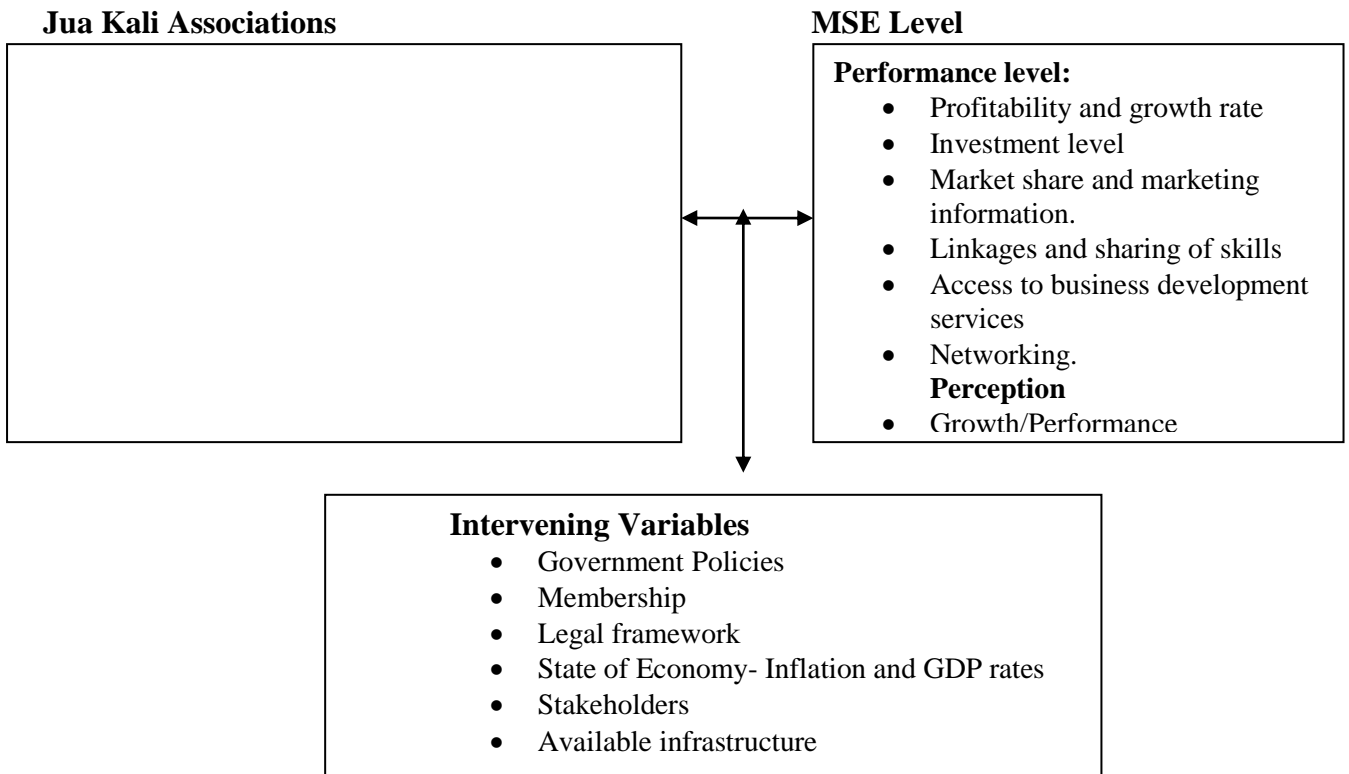 Jua Kali Associations
MSE Level
Performance level:
• Profitability and growth rate
• Investment level
• Market share and marketing
information.
• Linkages and sharing of skills
• Access to business development
services
• Networking.
Perception
• Growth/Performance
Intervening Variables
• Government Policies
• Membership
• Legal framework
• State of Economy- Inflation and GDP rates
• Stakeholders
• Available infrastructure